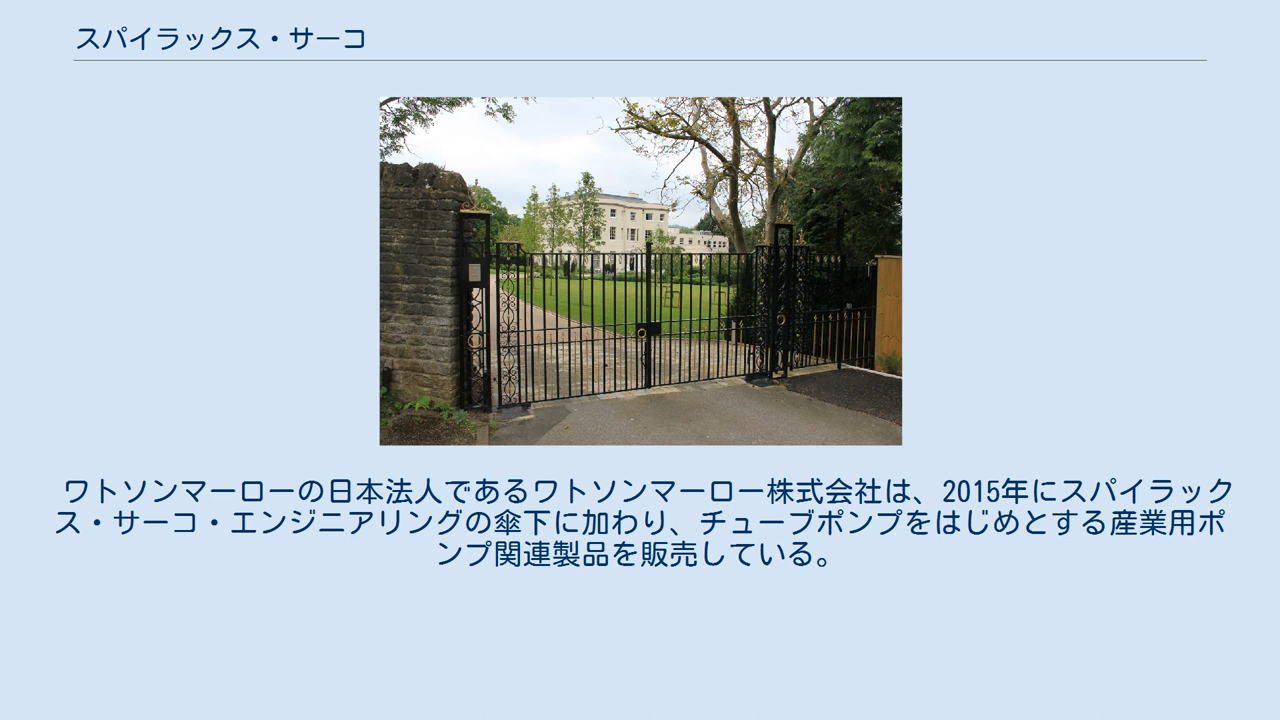 スパイラックス・サーコ
ワトソンマーローの日本法人であるワトソンマーロー株式会社は、2015年にスパイラック
ス・サーコ・エンジニアリングの傘下に加わり、チューブポンプをはじめとする産業用ポ
ンプ関連製品を販売している。